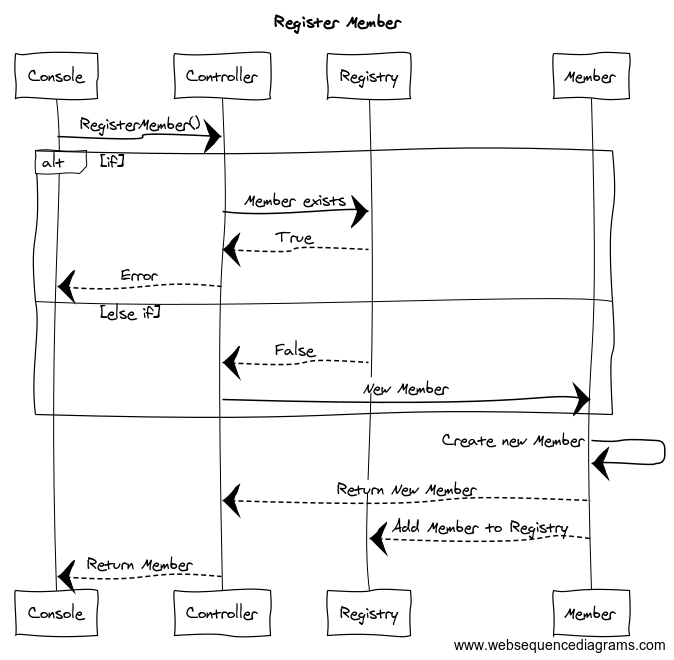 Register Member
Console Controller Registry Member
RegisterMember()
alt [if]
Member exists
True
Error
[else if]
False
New Member
Create new Member
Return New Member
Add Member to Registry
Return Member
Console Controller Registry Member
www.websequencediagrams.com